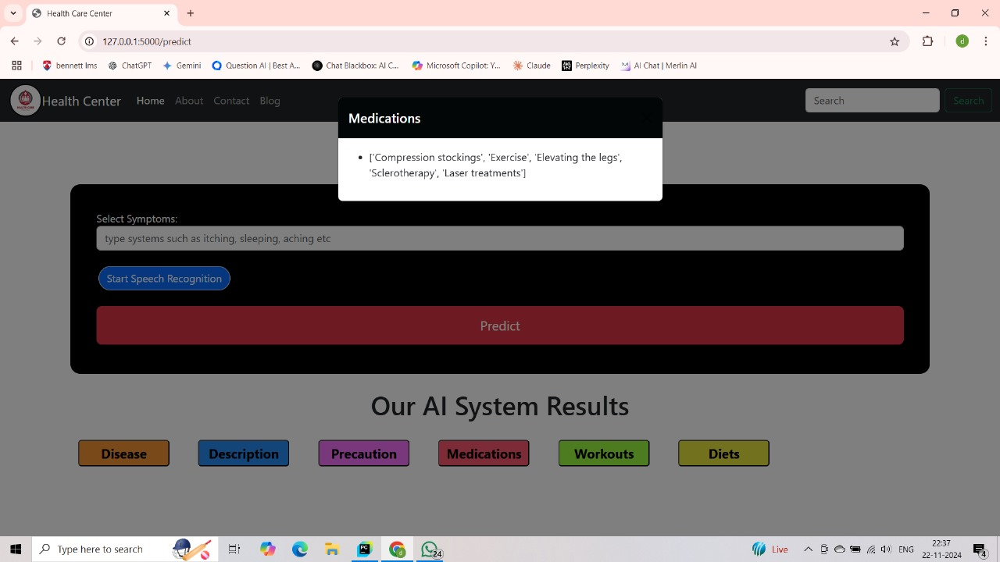 Health Center
127.0.0.1:5000/predict
bennett lms
ChatGPT
Gemini
Question AI | Best A...
Chat Blackbox: AI C...
Microsoft Copilot: Y...
Claude
Perplexity
AI Chat | Merlin AI
d
Health Center
Home
About
Contact
Blog
Search
Search
Medications
['Compression stockings', 'Exercise', 'Elevating the legs',
'Sclerotherapy', 'Laser treatments']
Select Symptoms:
type systems such as itching, sleeping, aching etc
Start Speech Recognition
Predict
Our AI System Results
Disease
Description
Precaution
Medications
Workouts
Diets
Type here to search
PC
d
24
Live
ENG
22:37
22-11-2024
4